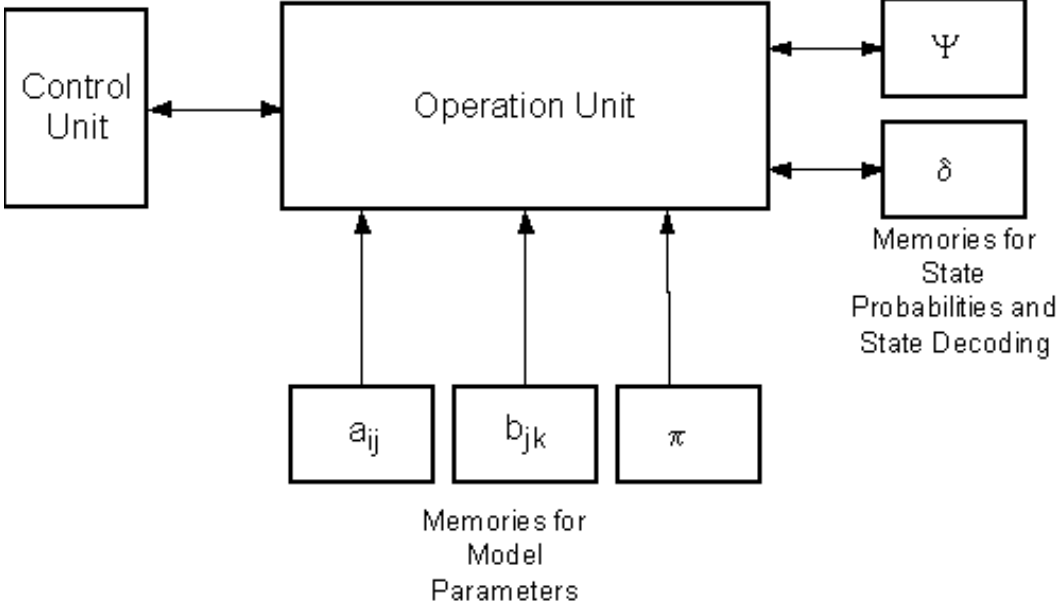 Control
Unit
Operation Unit
Ψ
δ
Memories for
State
Probabilities and
State Decoding
a_ij
b_jk
π
Memories for
Model
Parameters